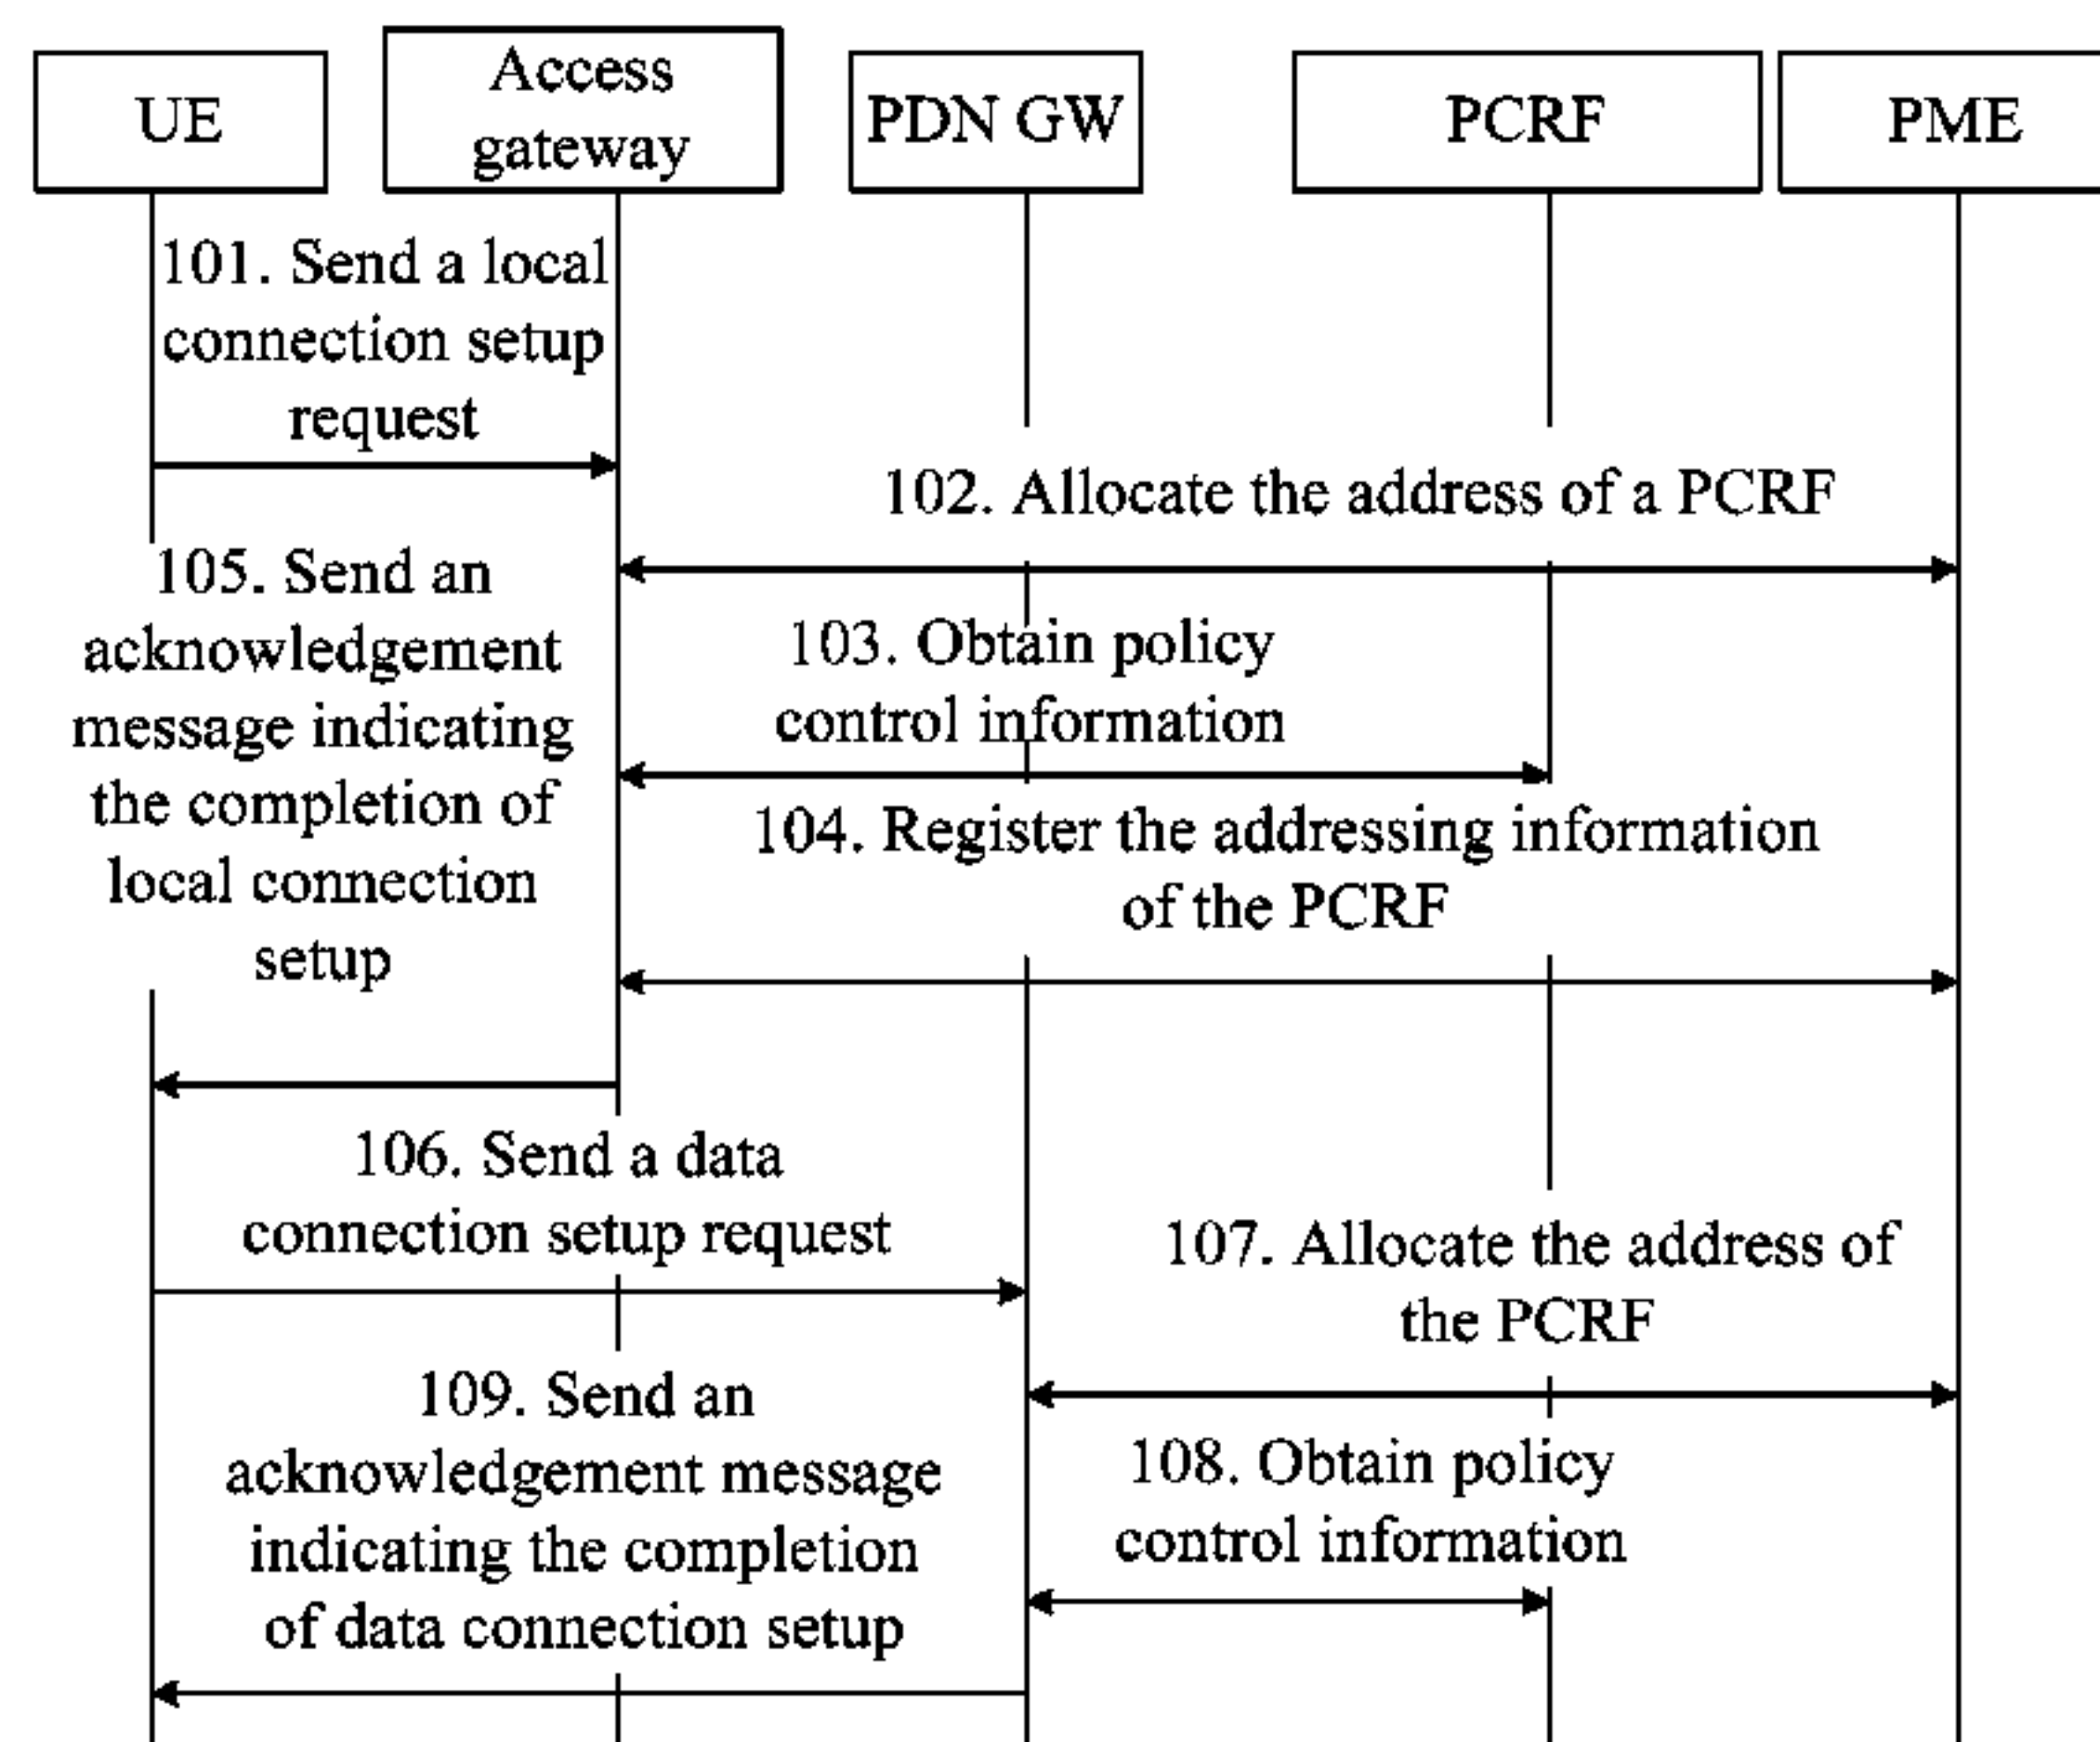 UE
Access
gateway
PDN GW
PCRF
PME
101. Send a local
connection setup
request
102. Allocate the address of a PCRF
103. Obtain policy
control information
104. Register the addressing information
of the PCRF
105. Send an
acknowledgement
message indicating
the completion of
local connection
setup
106. Send a data
connection setup request
107. Allocate the address of
the PCRF
108. Obtain policy
control information
109. Send an
acknowledgement message
indicating the completion
of data connection setup